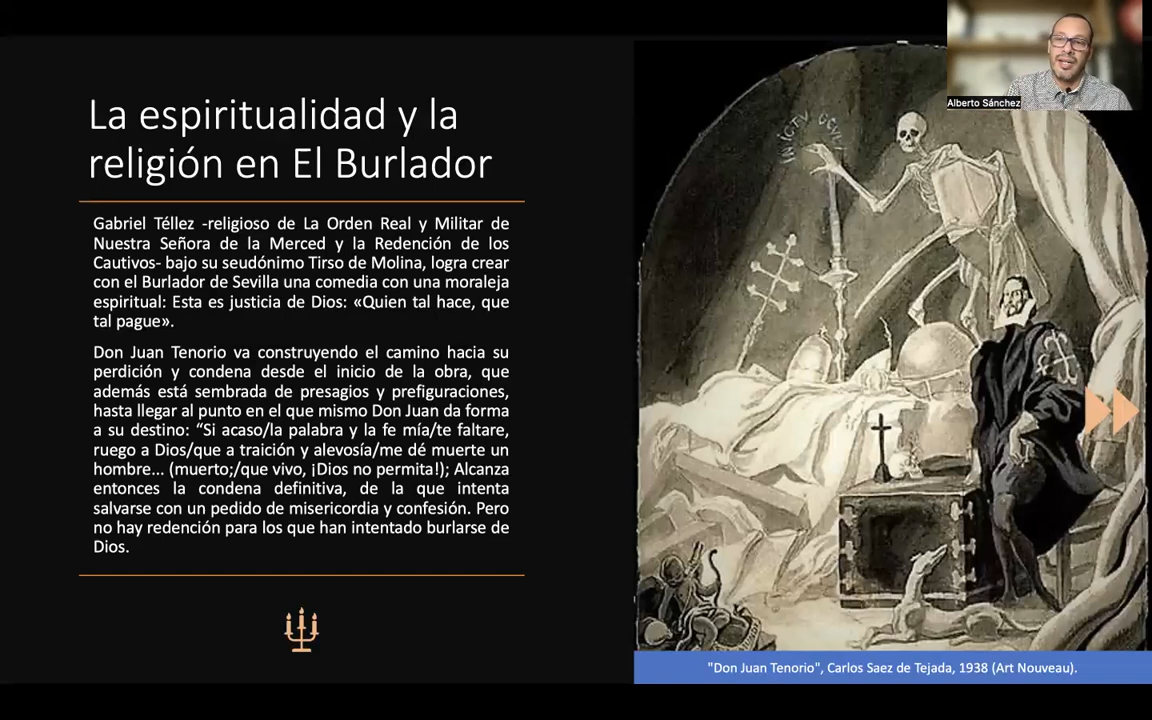 La espiritualidad y la
religión en El Burlador
Gabriel Téllez -religioso de La Orden Real y Militar de
Nuestra Señora de la Merced y la Redención de los
Cautivos- bajo su seudónimo Tirso de Molina, logra crear
con el Burlador de Sevilla una comedia con una moraleja
espiritual: Esta es justicia de Dios: «Quien tal hace, que
tal pague».
Don Juan Tenorio va construyendo el camino hacia su
perdición y condena desde el inicio de la obra, que
además está sembrada de presagios y prefiguraciones,
hasta llegar al punto en el que mismo Don Juan da forma
a su destino: “Si acaso/la palabra y la fe mía/te faltare,
ruego a Dios/que a traición y alevosía/me dé muerte un
hombre... (muerto;/que vivo, ¡Dios no permita!); Alcanza
entonces la condena definitiva, de la que intenta
salvarse con un pedido de misericordia y confesión. Pero
no hay redención para los que han intentado burlarse de
Dios.
Alberto Sánchez
"Don Juan Tenorio", Carlos Saez de Tejada, 1938 (Art Nouveau).